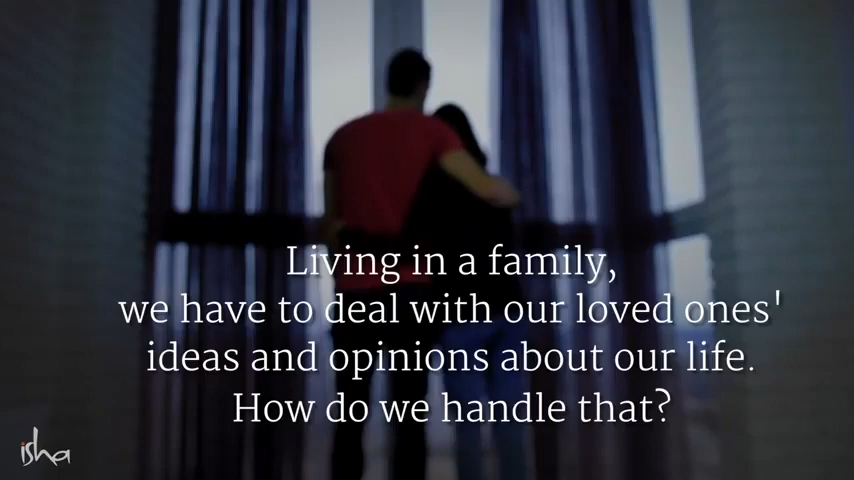 Living in a family,
we have to deal with our loved ones'
ideas and opinions about our life.
How do we handle that?
isha